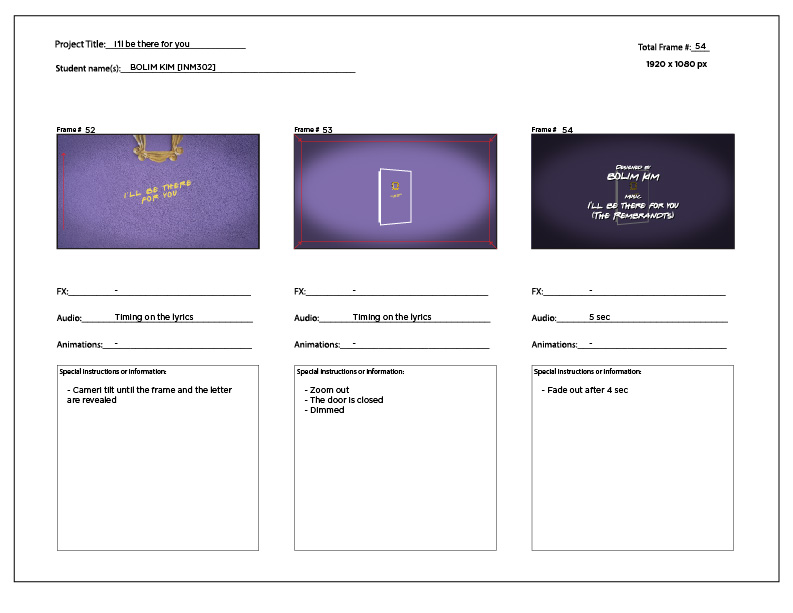 Project Title: I'll be there for you
Total Frame #: 54
Student name(s): BOLIM KIM [INM302]
1920 x 1080 px
Frame # 52
Frame # 53
Frame # 54
I'LL BE THERE
FOR YOU
DESIGNED BY
BOLIM KIM
MUSIC
I'LL BE THERE FOR YOU
(THE REMBRANDTS)
FX: -
FX: -
FX: -
Audio: Timing on the lyrics
Audio: Timing on the lyrics
Audio: 5 sec
Animations: -
Animations: -
Animations: -
Special Instructions or Information:
- Cameri tilt until the frame and the letter
are revealed
Special Instructions or Information:
- Zoom out
- The door is closed
- Dimmed
Special Instructions or Information:
- Fade out after 4 sec